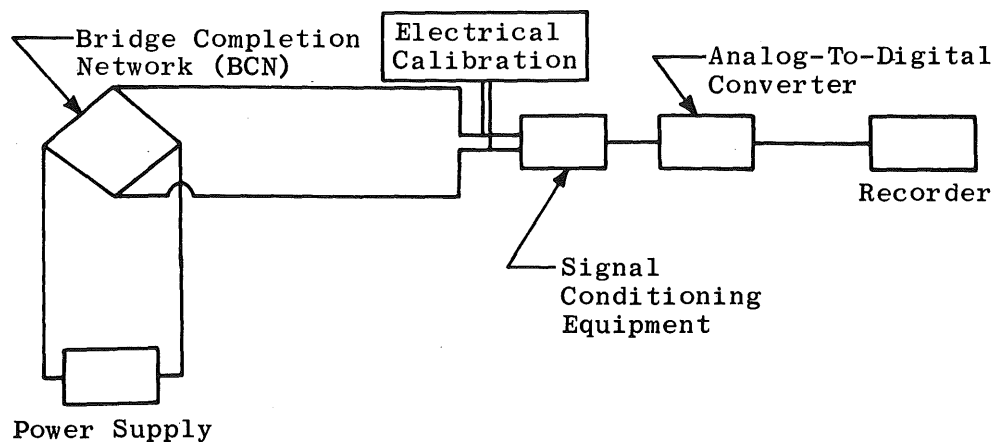 Bridge Completion
Network (BCN)
Electrical
Calibration
Analog-To-Digital
Converter
Recorder
Signal
Conditioning
Equipment
Power Supply